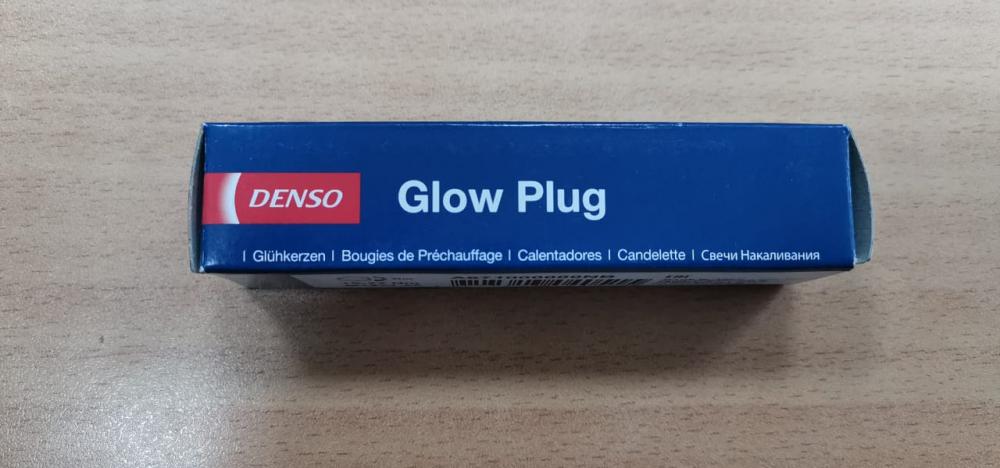 DENSO
Glow Plug
| Glühkerzen | Bougies de Préchauffage | Calentadores | Candelette | Свечи Накаливания